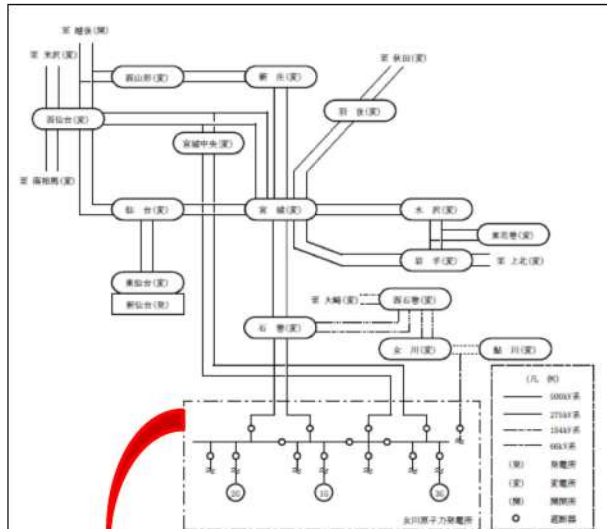 至 越後(開)
至 米沢(変)
至 秋田(変)
西山形(変)
新 庄(変)
羽 後(変)
西仙台(変)
宮城中央(変)
至 南相馬(変)
仙 台(変)
宮 城(変)
水 沢(変)
東花巻(変)
岩 手(変)
至 上北(変)
東仙台(変)
新仙台(発)
至 大崎(変)
西石巻(変)
石 巻(変)
女 川(変)
鮎 川(変)
(凡 例)
500kV系
275kV系
154kV系
66kV系
(発) 発電所
(変) 変電所
(開) 開閉所
遮断器
2G
1G
3G
女川原子力発電所